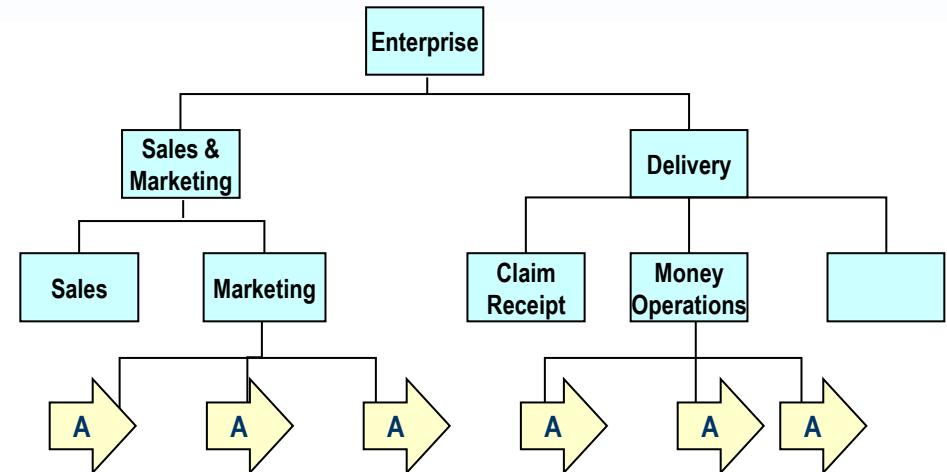 Enterprise
Sales &
Marketing
Delivery
Sales
Marketing
Claim
Receipt
Money
Operations
A
A
A
A
A
A